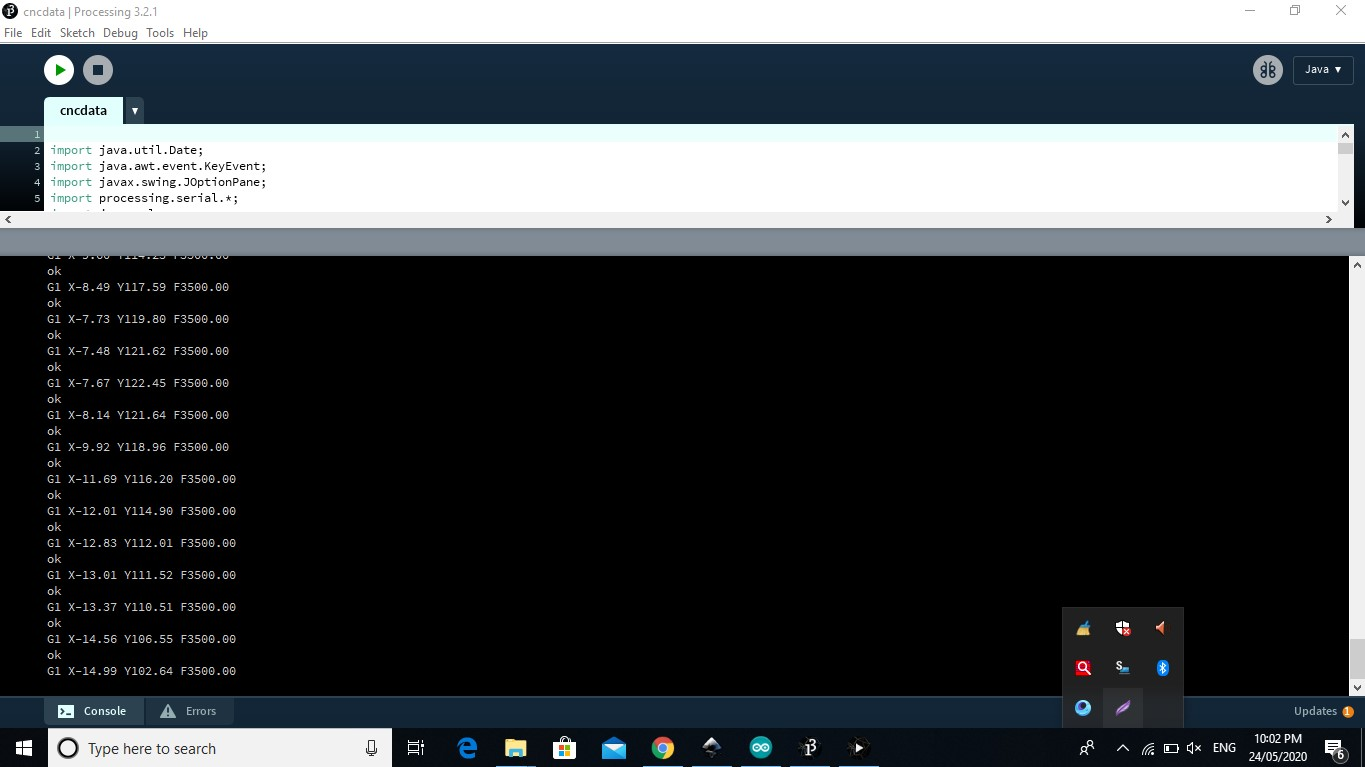 cncdata | Processing 3.2.1
File Edit Sketch Debug Tools Help
Java ▾
cncdata ▾
1
2 import java.util.Date;
3 import java.awt.event.KeyEvent;
4 import javax.swing.JOptionPane;
5 import processing.serial.*;
ok
G1 X-8.49 Y117.59 F3500.00
ok
G1 X-7.73 Y119.80 F3500.00
ok
G1 X-7.48 Y121.62 F3500.00
ok
G1 X-7.67 Y122.45 F3500.00
ok
G1 X-8.14 Y121.64 F3500.00
ok
G1 X-9.92 Y118.96 F3500.00
ok
G1 X-11.69 Y116.20 F3500.00
ok
G1 X-12.01 Y114.90 F3500.00
ok
G1 X-12.83 Y112.01 F3500.00
ok
G1 X-13.01 Y111.52 F3500.00
ok
G1 X-13.37 Y110.51 F3500.00
ok
G1 X-14.56 Y106.55 F3500.00
ok
G1 X-14.99 Y102.64 F3500.00
Console Errors
Updates 1
Type here to search
ENG
10:02 PM
24/05/2020
6